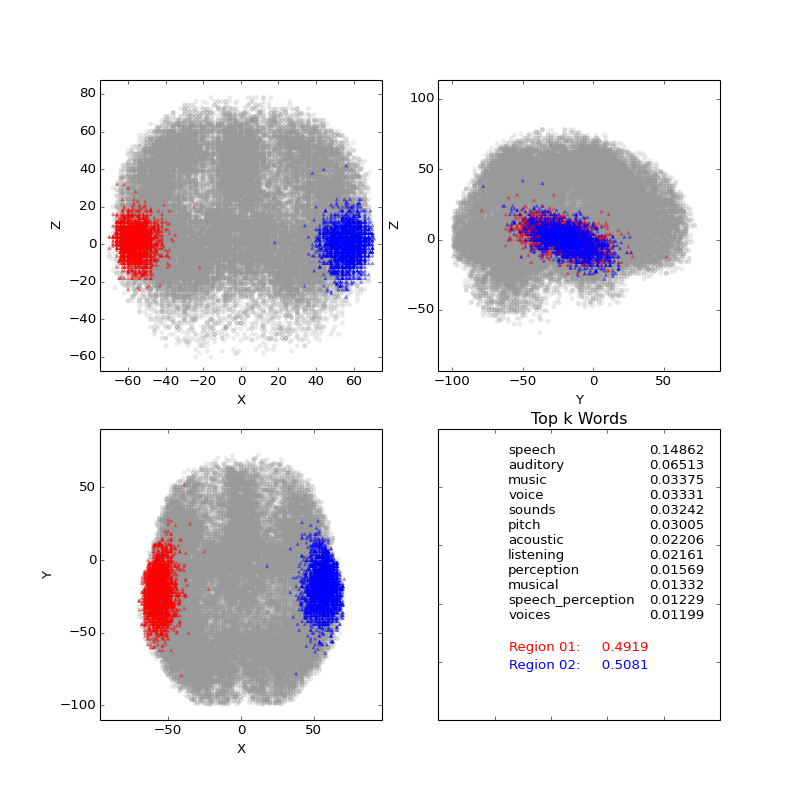 80
60
40
20
0
−20
−40
−60
Z
−60
−40
−20
0
20
40
60
X
100
50
0
−50
Z
−100
−50
0
50
Y
50
0
−50
−100
Y
−50
0
50
X
Top k Words
speech 0.14862
auditory 0.06513
music 0.03375
voice 0.03331
sounds 0.03242
pitch 0.03005
acoustic 0.02206
listening 0.02161
perception 0.01569
musical 0.01332
speech_perception 0.01229
voices 0.01199
Region 01: 0.4919
Region 02: 0.5081